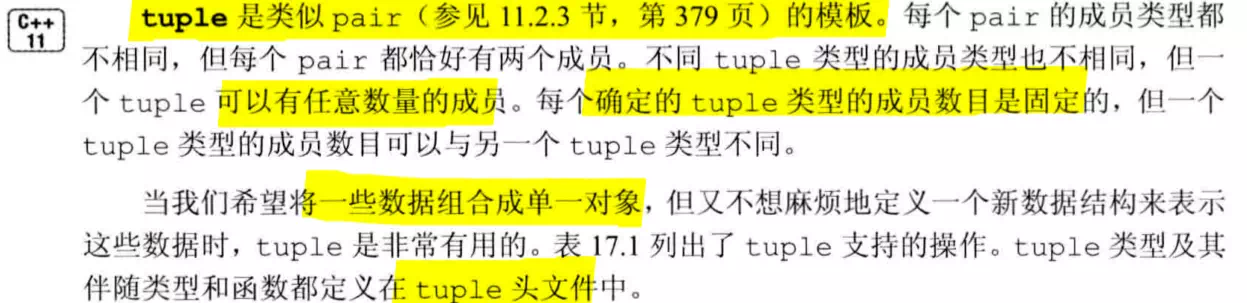 C++
11
tuple 是类似 pair（参见 11.2.3 节，第 379 页）的模板。每个 pair 的成员类型都
不相同，但每个 pair 都恰好有两个成员。不同 tuple 类型的成员类型也不相同，但一
个 tuple 可以有任意数量的成员。每个确定的 tuple 类型的成员数目是固定的，但一个
tuple 类型的成员数目可以与另一个 tuple 类型不同。
当我们希望将一些数据组合成单一对象，但又不想麻烦地定义一个新数据结构来表示
这些数据时，tuple 是非常有用的。表 17.1 列出了 tuple 支持的操作。tuple 类型及其
伴随类型和函数都定义在 tuple 头文件中。